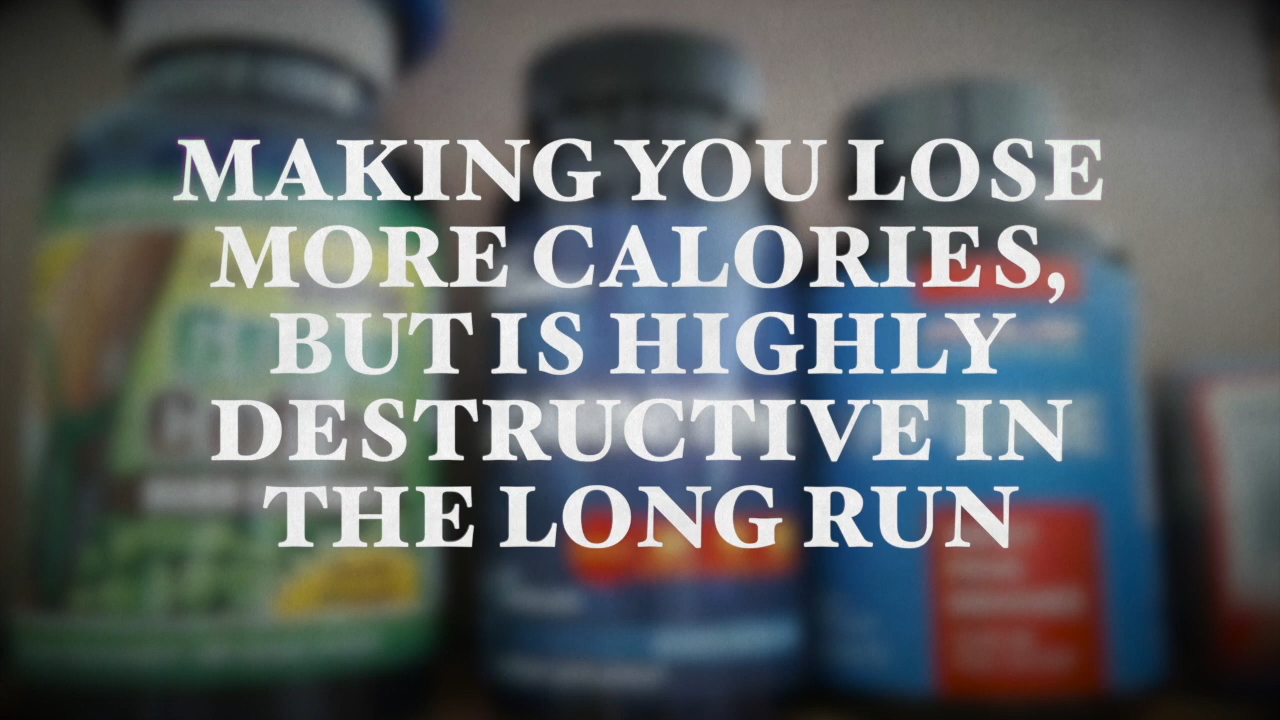 MAKING YOU LOSE
MORE CALORIES,
BUT IS HIGHLY
DESTRUCTIVE IN
THE LONG RUN